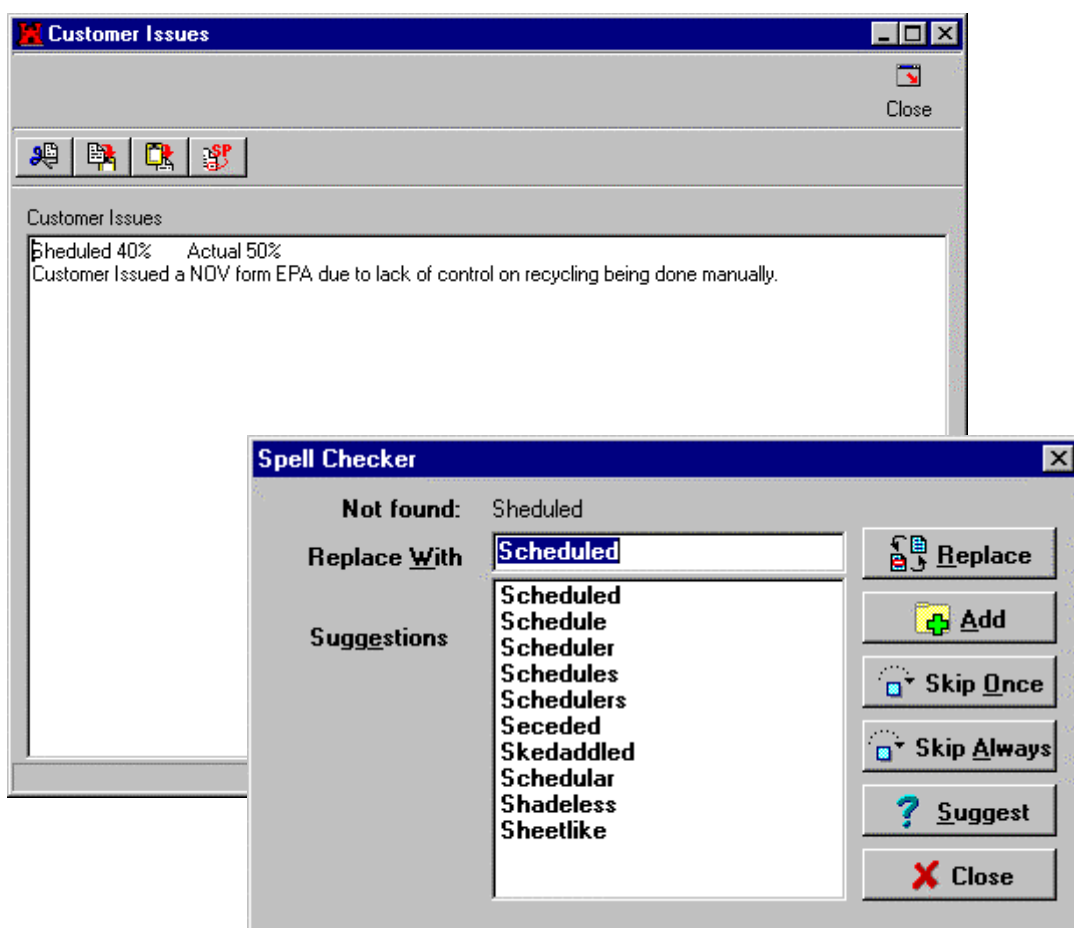 Customer Issues
Close
SP
Customer Issues
Sheduled 40% Actual 50%
Customer Issued a NOV form EPA due to lack of control on recycling being done manually.
Spell Checker
Not found: Sheduled
Replace With Scheduled
Suggestions
Scheduled
Schedule
Scheduler
Schedules
Schedulers
Seceded
Skedaddled
Schedular
Shadeless
Sheetlike
Replace
Add
Skip Once
Skip Always
Suggest
Close